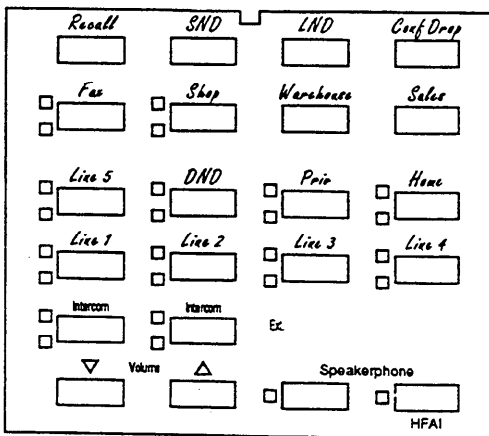 Recall SND LND Conf Drop
Fax Shop Warehouse Sales
Line 5 DND Priv Home
Line 1 Line 2 Line 3 Line 4
Intercom Intercom Ex.
Volume Speakerphone
HFAI